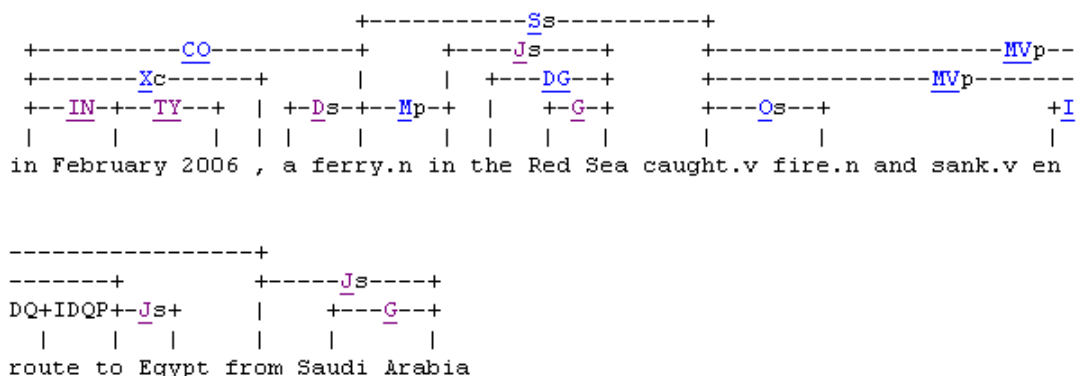 +-----------Ss----------+
+----------CO----------+ +-----Js----+ +--------------------MVp--
+-------Xc-------+ | | +--DG---+ +---------------MVp-------
+---IN--+---TY--+ | +-Ds-+--Mp-+ | +-G-+ +---Os---+ +I
| | | | | | | | | | | | |
in February 2006 , a ferry.n in the Red Sea caught.v fire.n and sank.v en
-----------------+
-------+ +-----Js----+
DQ+IDQP+-Js+ | +---G---+
| | | | | |
route to Egypt from Saudi Arabia